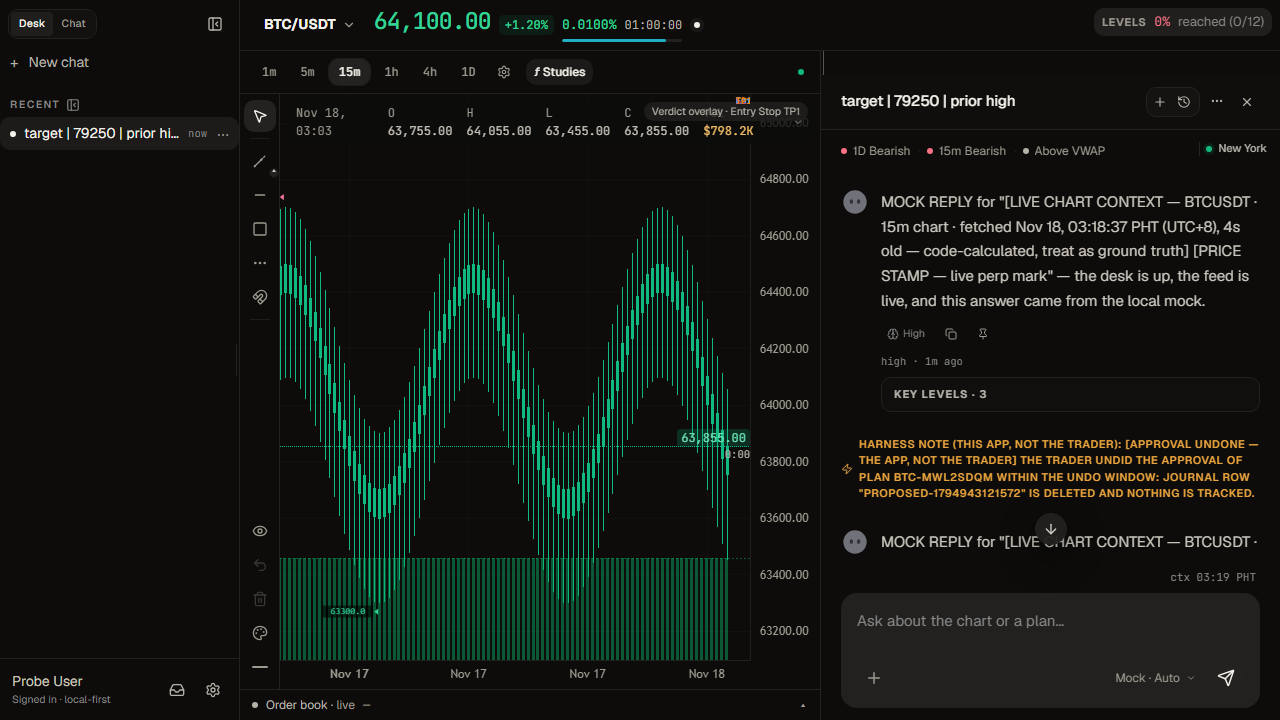 Desk Chat
+ New chat
RECENT
target | 79250 | prior hi... now ...
Probe User
Signed in · local-first
BTC/USDT 64,100.00 +1.20% 0.0100% 01:00:00
LEVELS 0% reached (0/12)
1m 5m 15m 1h 4h 1D f Studies
Nov 18, 03:03
O 63,755.00
H 64,055.00
L 63,455.00
C 63,855.00
$798.2K
Verdict overlay · Entry Stop TP1
64800.00
64600.00
64400.00
64200.00
64000.00
63,855.00
0:00
63800.00
63600.00
63400.00
63300.0
63200.00
Nov 17 Nov 17 Nov 17 Nov 18
Order book · live
target | 79250 | prior high
1D Bearish 15m Bearish Above VWAP New York
MOCK REPLY for "[LIVE CHART CONTEXT — BTCUSDT ·
15m chart · fetched Nov 18, 03:18:37 PHT (UTC+8), 4s
old — code-calculated, treat as ground truth] [PRICE
STAMP — live perp mark" — the desk is up, the feed is
live, and this answer came from the local mock.
High
high · 1m ago
KEY LEVELS · 3
HARNESS NOTE (THIS APP, NOT THE TRADER): [APPROVAL UNDONE —
THE APP, NOT THE TRADER] THE TRADER UNDID THE APPROVAL OF
PLAN BTC-MWL2SDQM WITHIN THE UNDO WINDOW: JOURNAL ROW
"PROPOSED-1794943121572" IS DELETED AND NOTHING IS TRACKED.
MOCK REPLY for "[LIVE CHART CONTEXT — BTCUSDT ·
ctx 03:19 PHT
Ask about the chart or a plan...
Mock · Auto